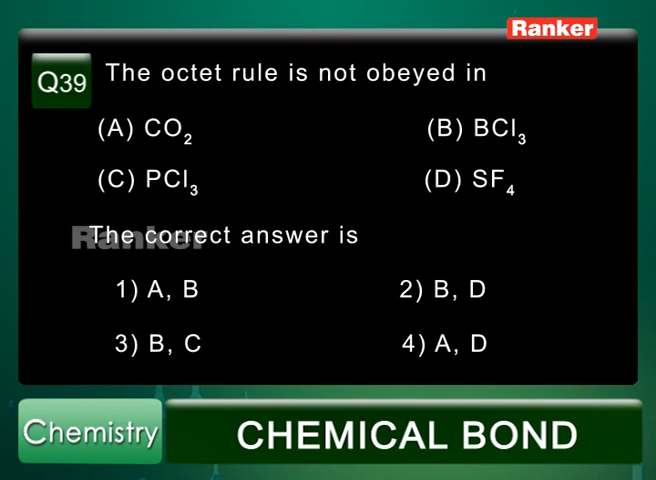 Ranker
Q39 The octet rule is not obeyed in
(A) CO₂ (B) BCl₃
(C) PCl₃ (D) SF₄
Ranker
The correct answer is
1) A, B 2) B, D
3) B, C 4) A, D
Chemistry CHEMICAL BOND